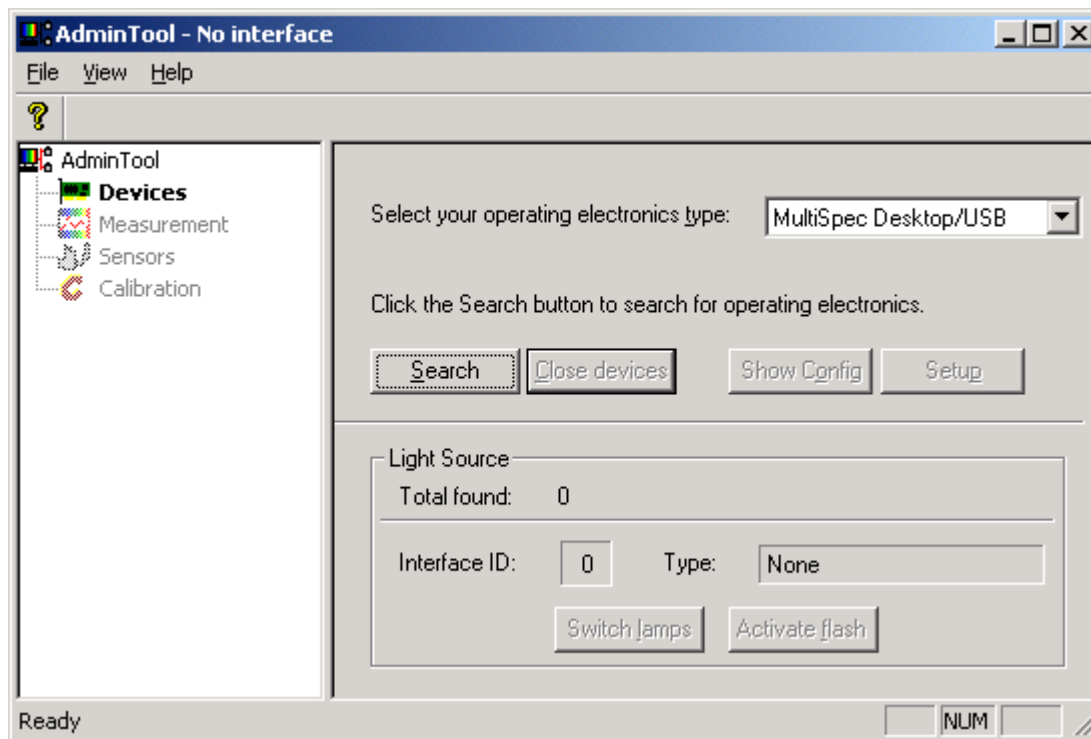 AdminTool - No interface
File View Help
AdminTool
Devices
Measurement
Sensors
Calibration
Select your operating electronics type: MultiSpec Desktop/USB
Click the Search button to search for operating electronics.
Search Close devices Show Config Setup
Light Source
Total found: 0
Interface ID: 0 Type: None
Switch lamps Activate flash
Ready NUM